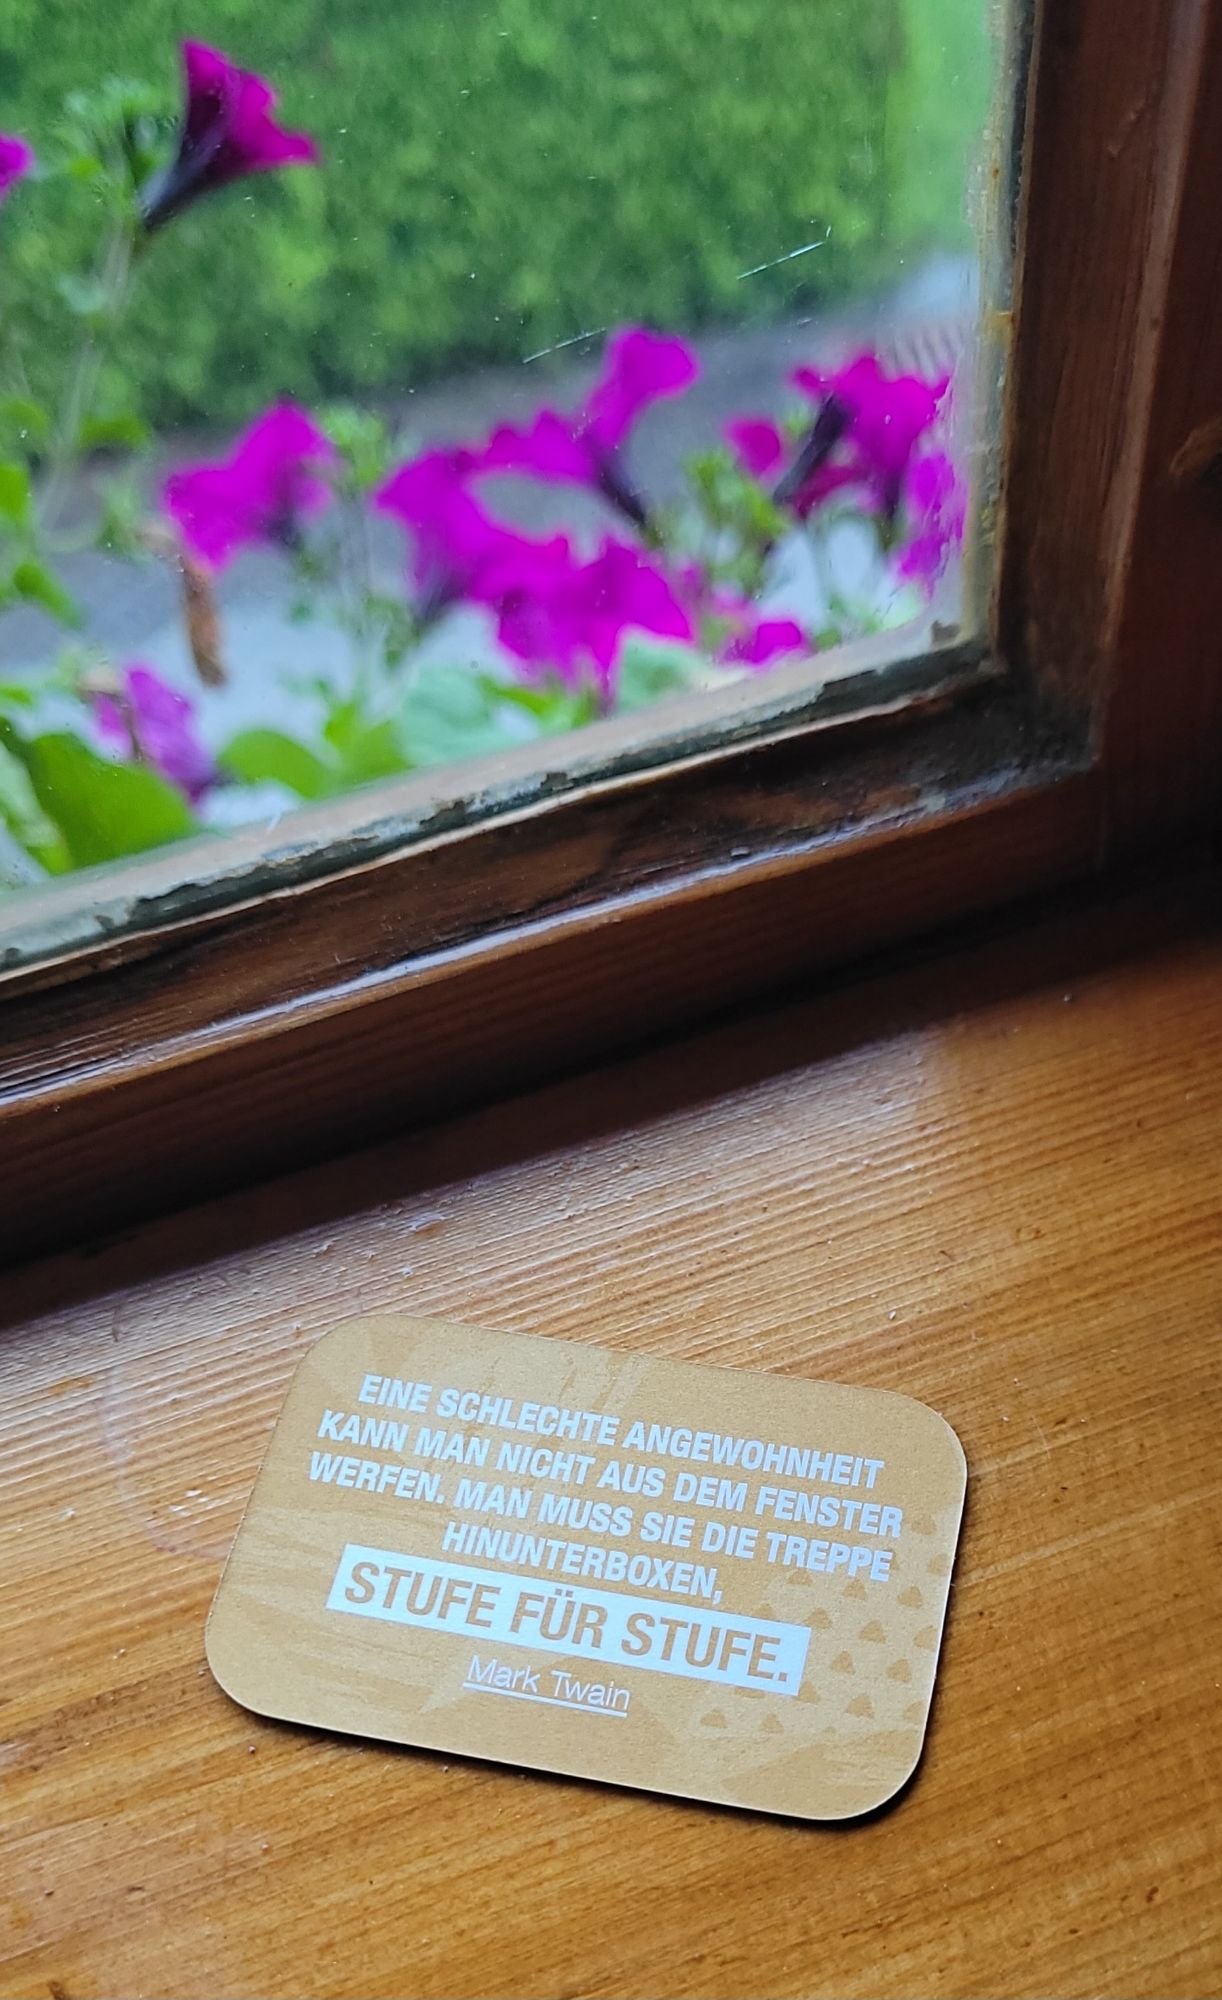 EINE SCHLECHTE ANGEWOHNHEIT
KANN MAN NICHT AUS DEM FENSTER
WERFEN. MAN MUSS SIE DIE TREPPE
HINUNTERBOXEN,
STUFE FÜR STUFE.
Mark Twain